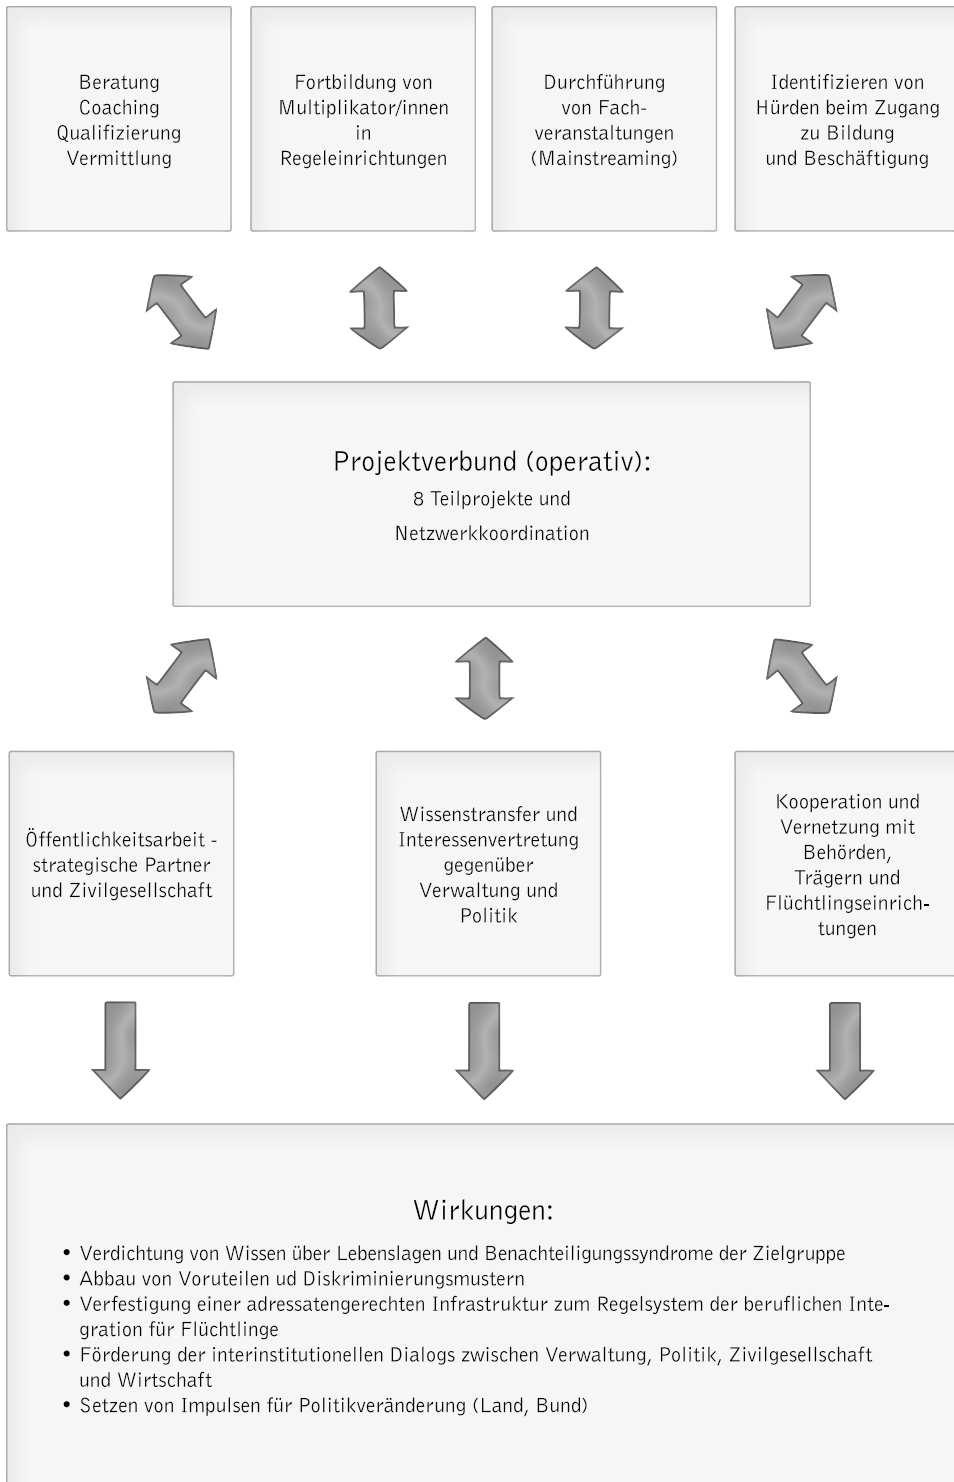 Beratung
Coaching
Qualifizierung
Vermittlung
Fortbildung von
Multiplikator/innen
in
Regeleinrichtungen
Durchführung
von Fach-
veranstaltungen
(Mainstreaming)
Identifizieren von
Hürden beim Zugang
zu Bildung
und Beschäftigung
Projektverbund (operativ):
8 Teilprojekte und
Netzwerkkoordination
Öffentlichkeitsarbeit -
strategische Partner
und Zivilgesellschaft
Wissenstransfer und
Interessenvertretung
gegenüber
Verwaltung und
Politik
Kooperation und
Vernetzung mit
Behörden,
Trägern und
Flüchtlingseinrich-
tungen
Wirkungen:
• Verdichtung von Wissen über Lebenslagen und Benachteiligungssyndrome der Zielgruppe
• Abbau von Voruteilen ud Diskriminierungsmustern
• Verfestigung einer adressatengerechten Infrastruktur zum Regelsystem der beruflichen Inte-
gration für Flüchtlinge
• Förderung der interinstitutionellen Dialogs zwischen Verwaltung, Politik, Zivilgesellschaft
und Wirtschaft
• Setzen von Impulsen für Politikveränderung (Land, Bund)